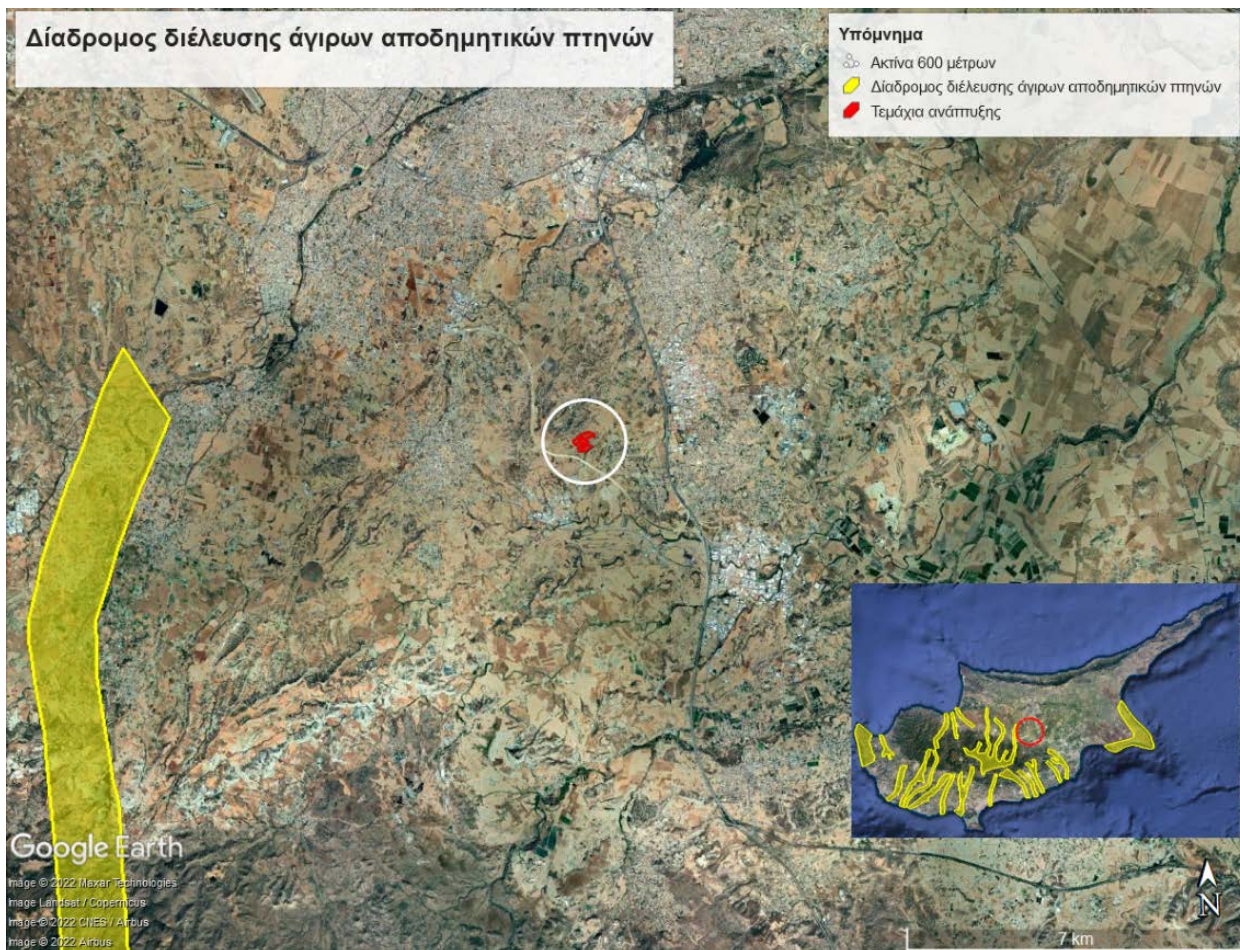 Δίαδρομος διέλευσης άγιρων αποδημητικών πτηνών
Υπόμνημα
Ακτίνα 600 μέτρων
Δίαδρομος διέλευσης άγιρων αποδημητικών πτηνών
Τεμάχια ανάπτυξης
Google Earth
Image © 2022 Maxar Technologies
Image Landsat / Copernicus
Image © 2022 CNES / Airbus
Image © 2022 Airbus
N
7 km